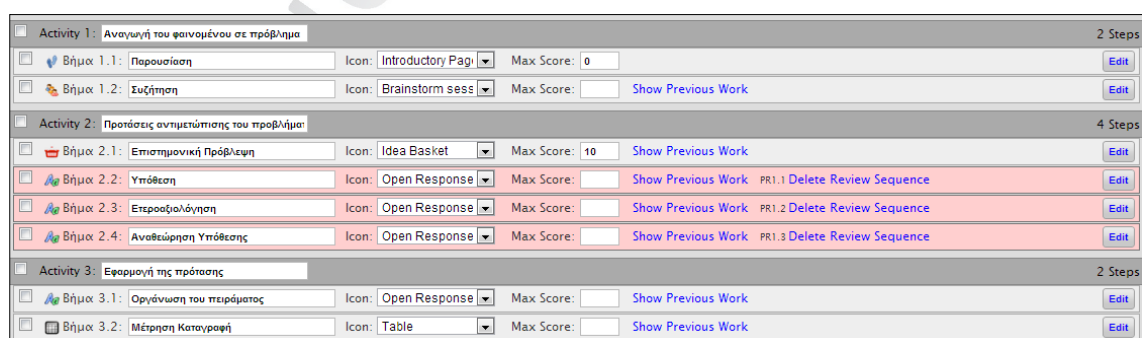 Activity 1: Αναγωγή του φαινομένου σε πρόβλημα 2 Steps
Βήμα 1.1: Παρουσίαση Icon: Introductory Pag Max Score: 0 Edit
Βήμα 1.2: Συζήτηση Icon: Brainstorm sess Max Score: Show Previous Work Edit
Activity 2: Προτάσεις αντιμετώπισης του προβλήμα 4 Steps
Βήμα 2.1: Επιστημονική Πρόβλεψη Icon: Idea Basket Max Score: 10 Show Previous Work Edit
Βήμα 2.2: Υπόθεση Icon: Open Response Max Score: Show Previous Work PR1.1 Delete Review Sequence Edit
Βήμα 2.3: Ετεροαξιολόγηση Icon: Open Response Max Score: Show Previous Work PR1.2 Delete Review Sequence Edit
Βήμα 2.4: Αναθεώρηση Υπόθεσης Icon: Open Response Max Score: Show Previous Work PR1.3 Delete Review Sequence Edit
Activity 3: Εφαρμογή της πρότασης 2 Steps
Βήμα 3.1: Οργάνωση του πειράματος Icon: Open Response Max Score: Show Previous Work Edit
Βήμα 3.2: Μέτρηση Καταγραφή Icon: Table Max Score: Show Previous Work Edit